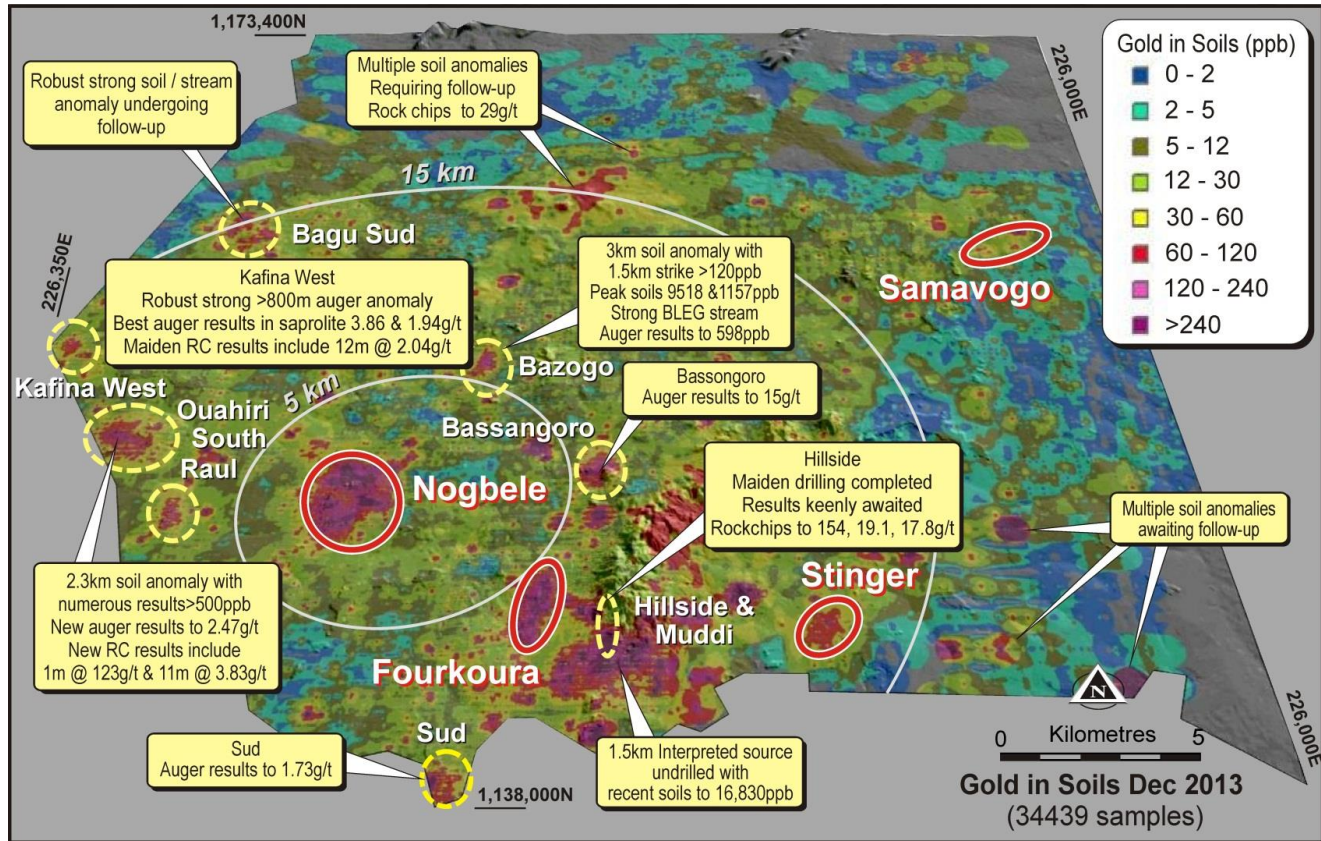 1,173,400N
Robust strong soil / stream
anomaly undergoing
follow-up
Multiple soil anomalies
Requiring follow-up
Rock chips to 29g/t
226,000E
Gold in Soils (ppb)
0 - 2
2 - 5
5 - 12
12 - 30
30 - 60
60 - 120
120 - 240
>240
15 km
Bagu Sud
226,350E
Kafina West
Robust strong >800m auger anomaly
Best auger results in saprolite 3.86 & 1.94g/t
Maiden RC results include 12m @ 2.04g/t
3km soil anomaly with
1.5km strike >120ppb
Peak soils 9518 &1157ppb
Strong BLEG stream
Auger results to 598ppb
Samavogo
Kafina West
5 km
Bazogo
Bassongoro
Auger results to 15g/t
Ouahiri
South
Raul
Bassangoro
Nogbele
Hillside
Maiden drilling completed
Results keenly awaited
Rockchips to 154, 19.1, 17.8g/t
Multiple soil anomalies
awaiting follow-up
2.3km soil anomaly with
numerous results>500ppb
New auger results to 2.47g/t
New RC results include
1m @ 123g/t & 11m @ 3.83g/t
Stinger
Hillside &
Muddi
Fourkoura
N
226,000E
Sud
Sud
Auger results to 1.73g/t
1,138,000N
1.5km Interpreted source
undrilled with
recent soils to 16,830ppb
0 Kilometres 5
Gold in Soils Dec 2013
(34439 samples)